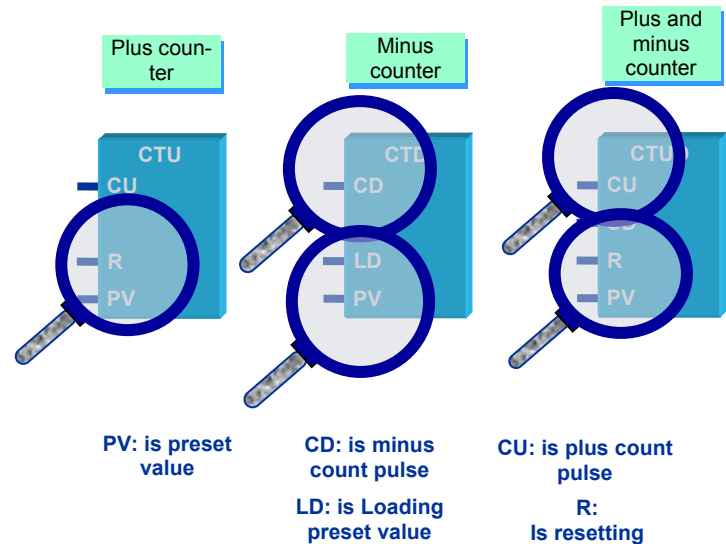 Plus coun-
ter
Minus
counter
Plus and
minus
counter
CTU
CU
R
PV
CTD
CD
LD
PV
CTUD
CU
CD
R
PV
PV: is preset
value
CD: is minus
count pulse
LD: is Loading
preset value
CU: is plus count
pulse
R:
Is resetting